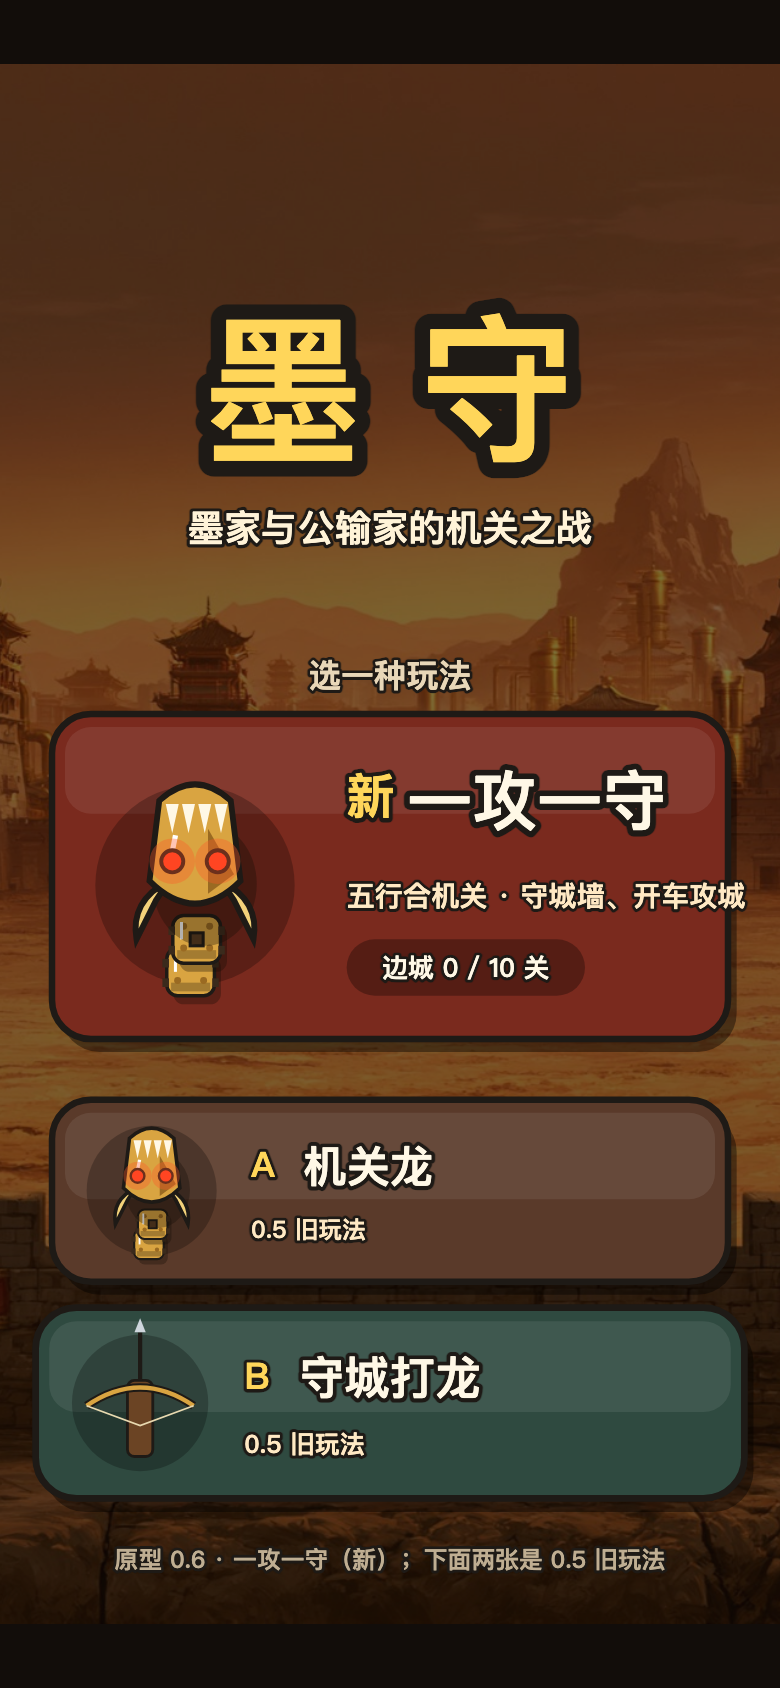 墨守
墨家与公输家的机关之战
选一种玩法
新 一攻一守
五行合机关 · 守城墙、开车攻城
边城 0 / 10 关
A 机关龙
0.5 旧玩法
B 守城打龙
0.5 旧玩法
原型 0.6 · 一攻一守（新）；下面两张是 0.5 旧玩法